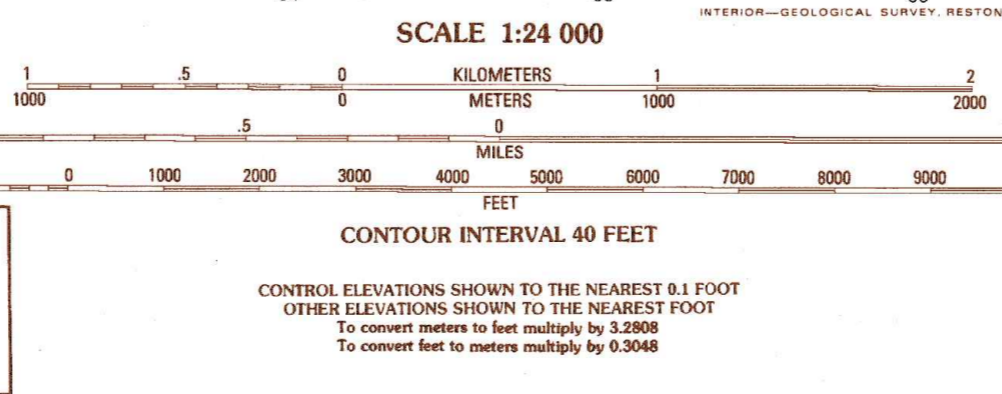 INTERIOR—GEOLOGICAL SURVEY, RESTON
SCALE 1:24 000
1 .5 0 KILOMETERS 1 2
1000 0 METERS 1000 2000
.5 0
MILES
0 1000 2000 3000 4000 5000 6000 7000 8000 9000
FEET
CONTOUR INTERVAL 40 FEET
CONTROL ELEVATIONS SHOWN TO THE NEAREST 0.1 FOOT
OTHER ELEVATIONS SHOWN TO THE NEAREST FOOT
To convert meters to feet multiply by 3.2808
To convert feet to meters multiply by 0.3048